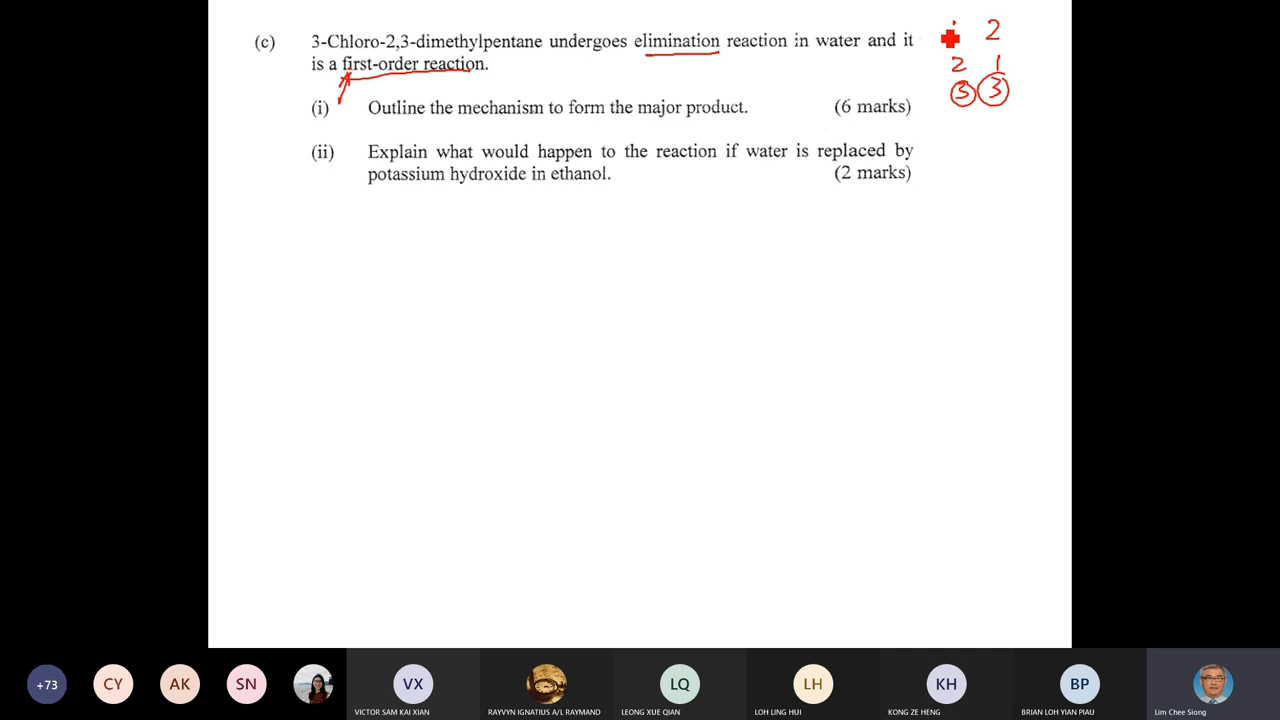 (c) 3-Chloro-2,3-dimethylpentane undergoes elimination reaction in water and it
is a first-order reaction.
(i) Outline the mechanism to form the major product. (6 marks)
(ii) Explain what would happen to the reaction if water is replaced by
potassium hydroxide in ethanol. (2 marks)
2
2 1
3 3
+73 CY AK SN VX LQ LH KH BP
VICTOR SAM KAI XIAN RAYVYN IGNATIUS A/L RAYMAND LEONG XUE QIAN LOH LING HUI KONG ZE HENG BRIAN LOH YIAN PIAU Lim Chee Siong